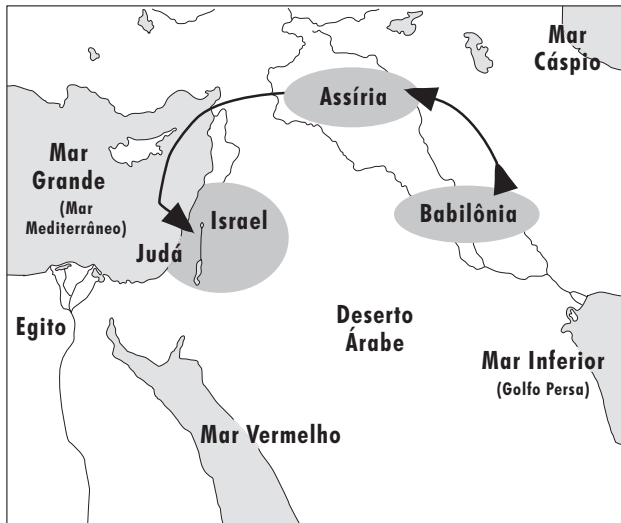 Mar
Cáspio
Assíria
Mar
Grande
(Mar
Mediterrâneo)
Babilônia
Israel
Judá
Egito
Deserto
Árabe
Mar Inferior
(Golfo Persa)
Mar Vermelho